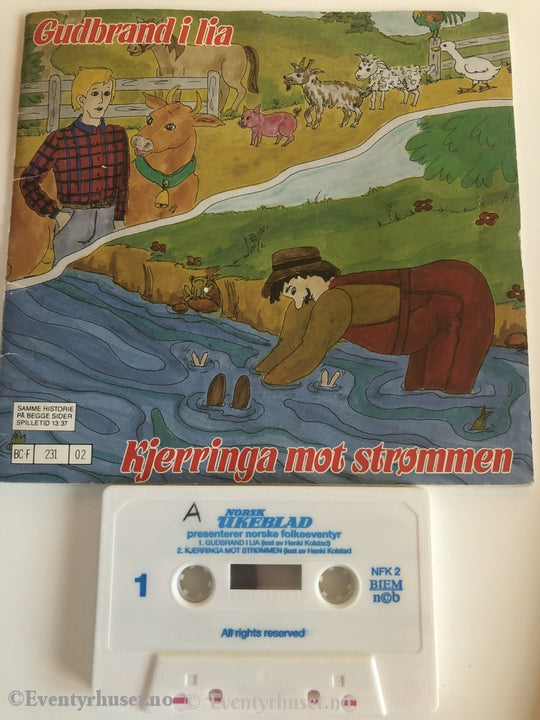 Gudbrand i lia
SAMME HISTORIE
PÅ BEGGE SIDER
SPILLETID 13:37
BC-F 231 02
Kjerringa mot strømmen
A
NORSK
UKEBLAD
presenterer norske folkeeventyr
1. GUDBRAND I LIA (lest av Henki Kolstad)
2. KJERRINGA MOT STRØMMEN (lest av Henki Kolstad
1
NFK 2
BIEM
n©b
All rights reserved
©Eventyrhuset.no
©Eventyrhuset.no